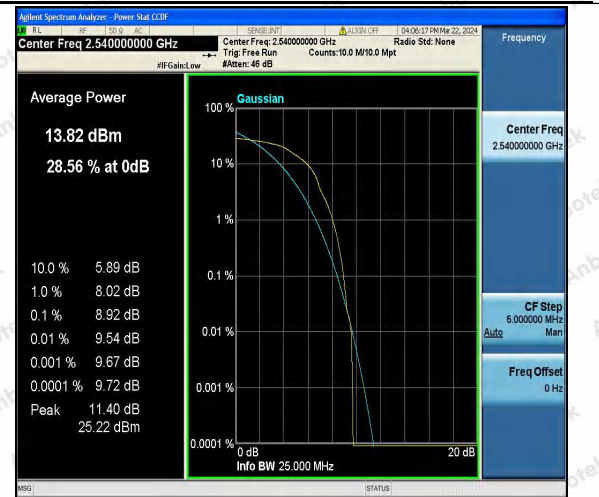 Agilent Spectrum Analyzer - Power Stat CCDF
RL RF 50 Ω AC SENSE:INT ALIGN OFF 04:06:17 PM Mar 22, 2024
Center Freq 2.540000000 GHz
Center Freq: 2.540000000 GHz Radio Std: None
Trig: Free Run Counts:10.0 M/10.0 Mpt
#IFGain:Low #Atten: 46 dB
Frequency
Center Freq
2.540000000 GHz
CF Step
5.000000 MHz
Auto Man
Freq Offset
0 Hz
Average Power
13.82 dBm
28.56 % at 0dB
10.0 % 5.89 dB
1.0 % 8.02 dB
0.1 % 8.92 dB
0.01 % 9.54 dB
0.001 % 9.67 dB
0.0001 % 9.72 dB
Peak 11.40 dB
25.22 dBm
Gaussian
100 %
10 %
1 %
0.1 %
0.01 %
0.001 %
0.0001 %
0 dB 20 dB
Info BW 25.000 MHz
MSG STATUS